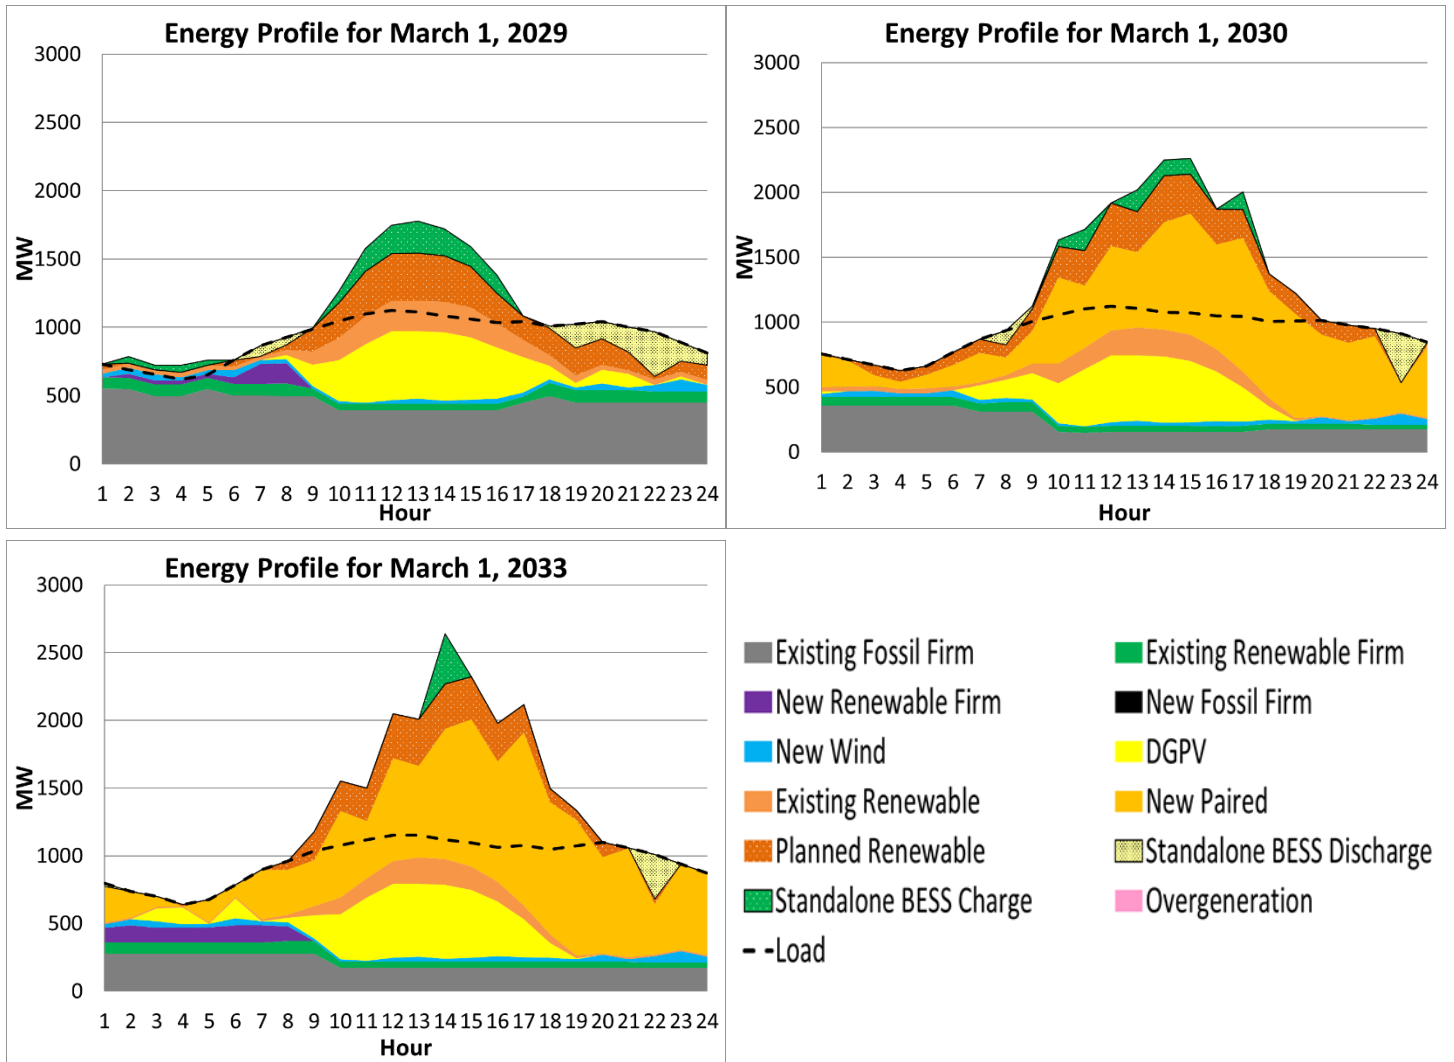 Energy Profile for March 1, 2029
3000
2500
2000
1500
1000
500
0
MW
1 2 3 4 5 6 7 8 9 10 11 12 13 14 15 16 17 18 19 20 21 22 23 24
Hour
Energy Profile for March 1, 2030
3000
2500
2000
1500
1000
500
0
MW
1 2 3 4 5 6 7 8 9 10 11 12 13 14 15 16 17 18 19 20 21 22 23 24
Hour
Energy Profile for March 1, 2033
3000
2500
2000
1500
1000
500
0
MW
1 2 3 4 5 6 7 8 9 10 11 12 13 14 15 16 17 18 19 20 21 22 23 24
Hour
Existing Fossil Firm
Existing Renewable Firm
New Renewable Firm
New Fossil Firm
New Wind
DGPV
Existing Renewable
New Paired
Planned Renewable
Standalone BESS Discharge
Standalone BESS Charge
Overgeneration
Load